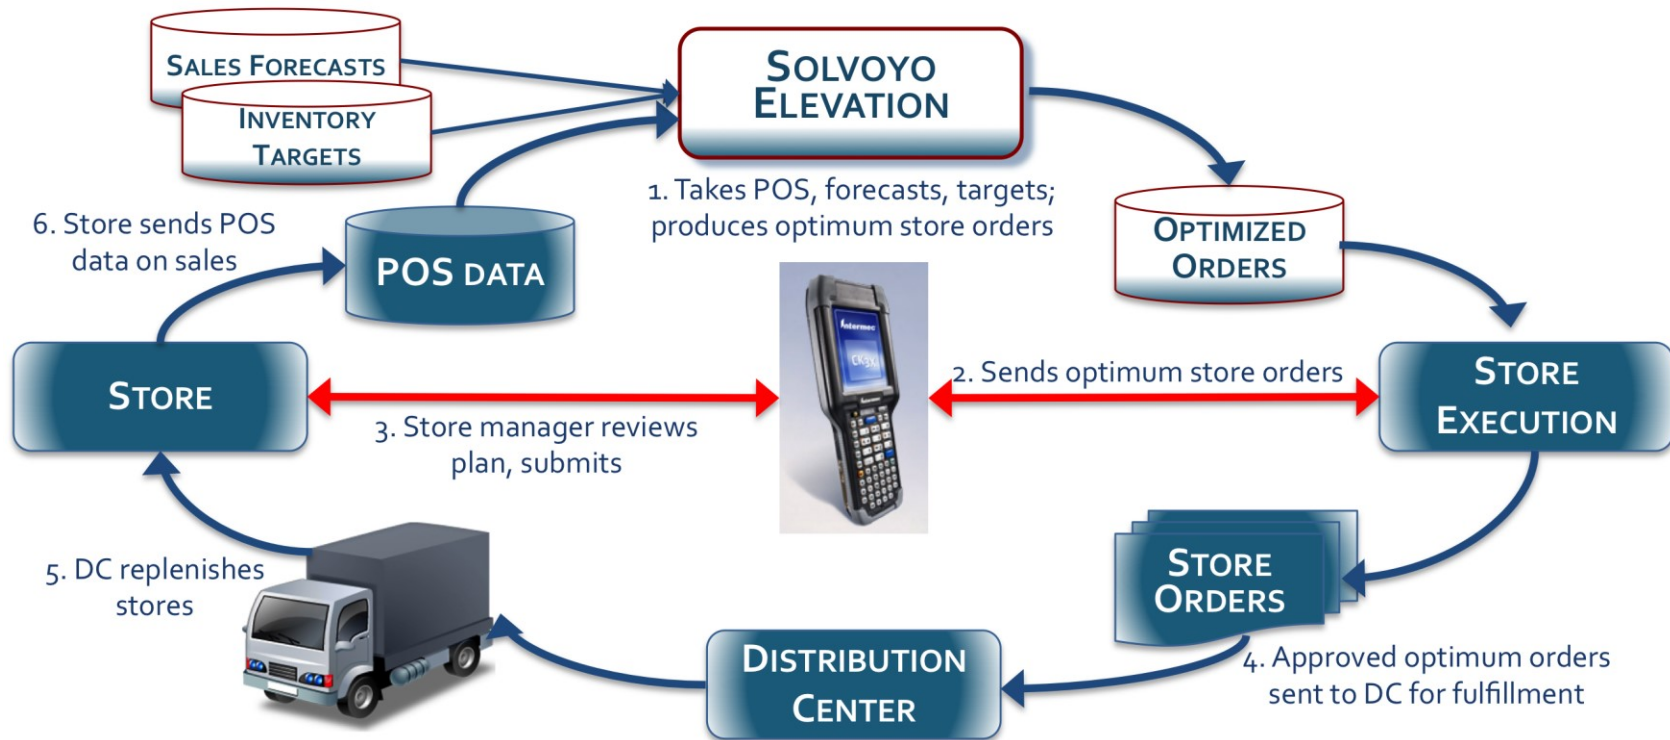 SALES FORECASTS
INVENTORY
TARGETS
SOLVOYO
ELEVATION
1. Takes POS, forecasts, targets;
produces optimum store orders
6. Store sends POS
data on sales
POS DATA
OPTIMIZED
ORDERS
Intermec
CK3X
Intermec
STORE
2. Sends optimum store orders
STORE
EXECUTION
3. Store manager reviews
plan, submits
5. DC replenishes
stores
STORE
ORDERS
DISTRIBUTION
CENTER
4. Approved optimum orders
sent to DC for fulfillment